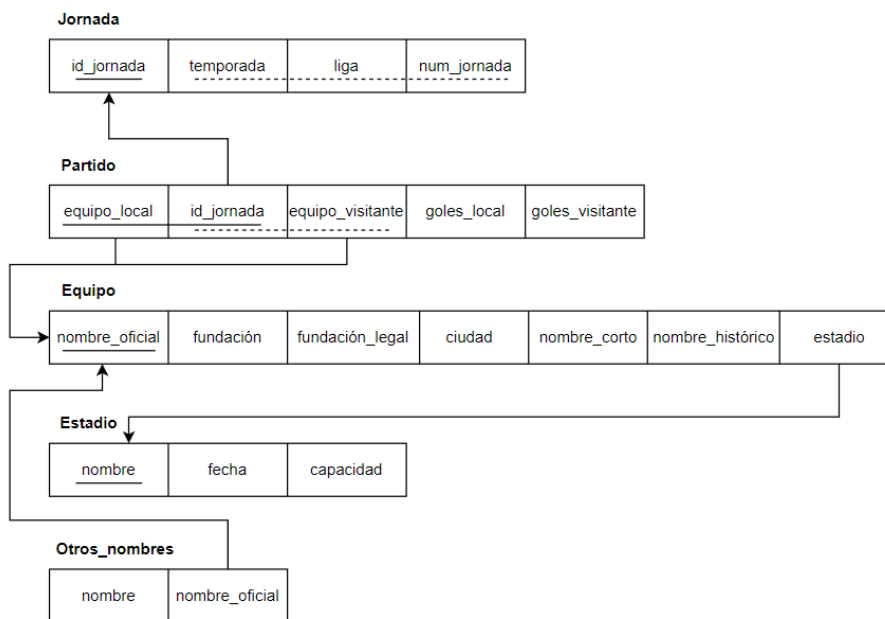 Jornada
id_jornada temporada liga num_jornada
Partido
equipo_local id_jornada equipo_visitante goles_local goles_visitante
Equipo
nombre_oficial fundación fundación_legal ciudad nombre_corto nombre_histórico estadio
Estadio
nombre fecha capacidad
Otros_nombres
nombre nombre_oficial